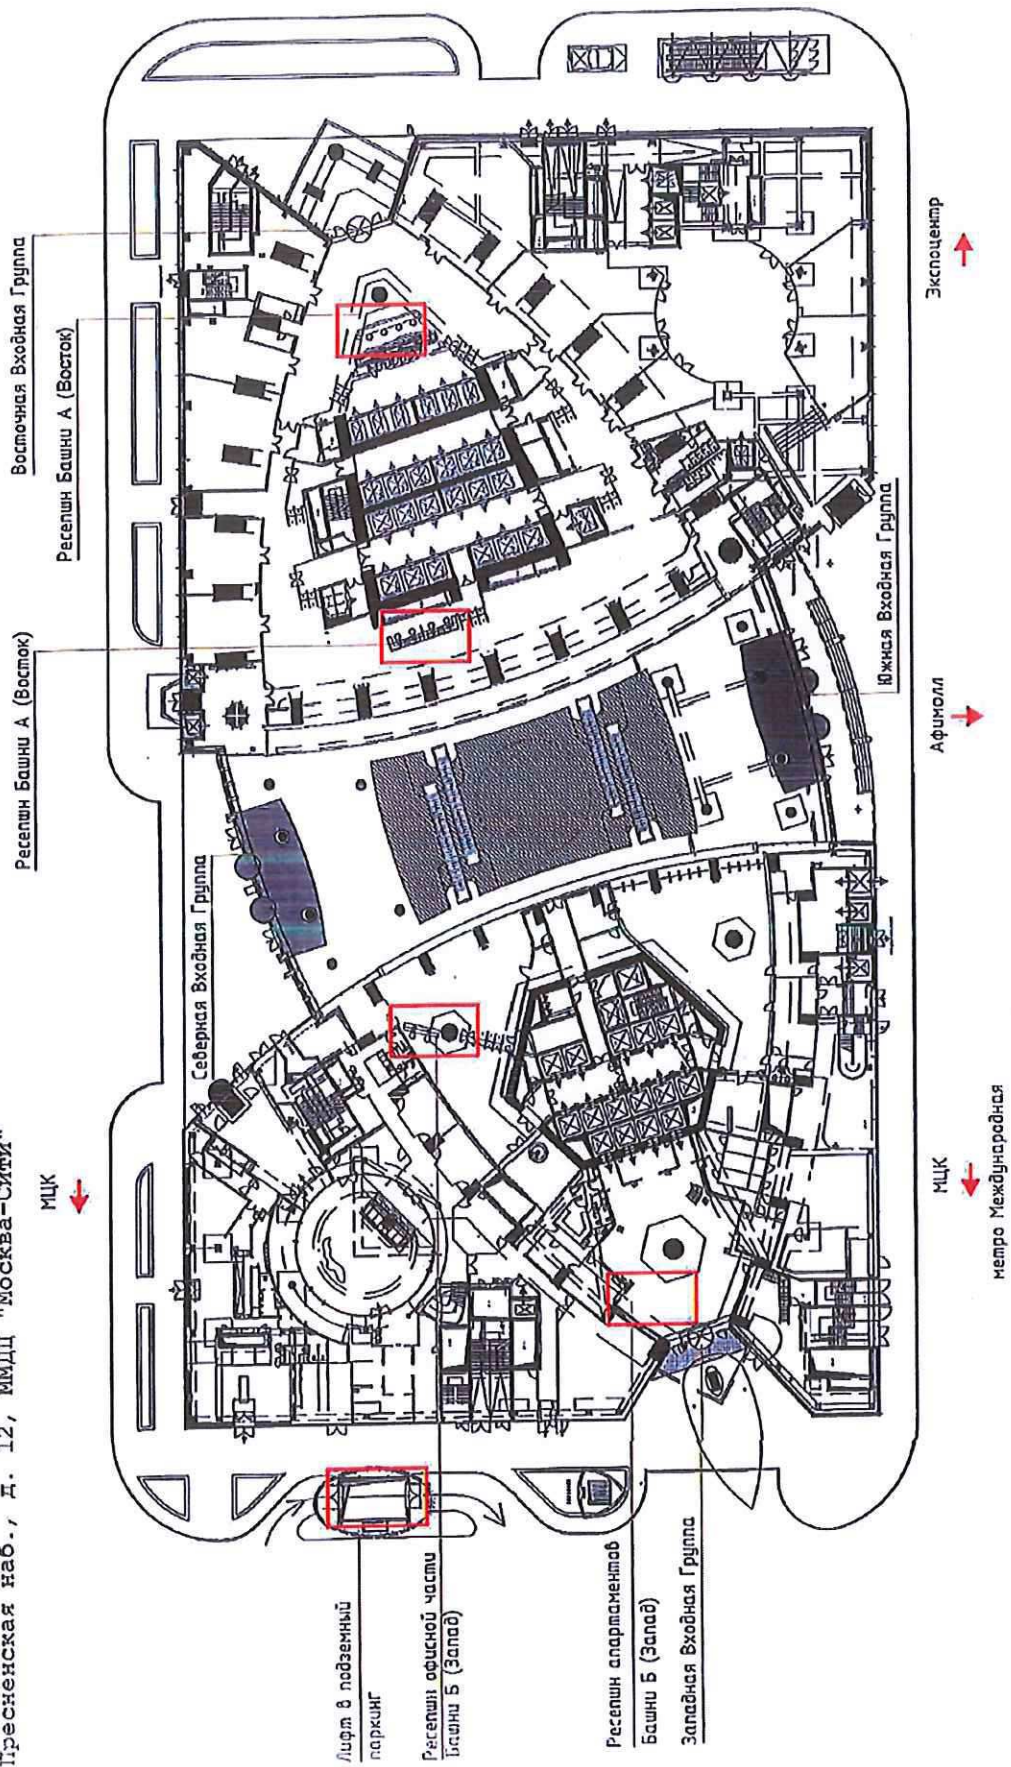 Пресненская наб., д. 12, ММДЦ "Москва-Сити"
МЦК
Ресепшн Башни А (Восток)
Ресепшн Башни А (Восток)
Восточная Входная Группа
Северная Входная Группа
Лифт в подземный
паркинг
Ресепшн офисной части
Башни Б (Запад)
Ресепшн апартаментов
Башни Б (Запад)
Западная Входная Группа
Южная Входная Группа
МЦК
метро Международная
Афимолл
Экспоцентр